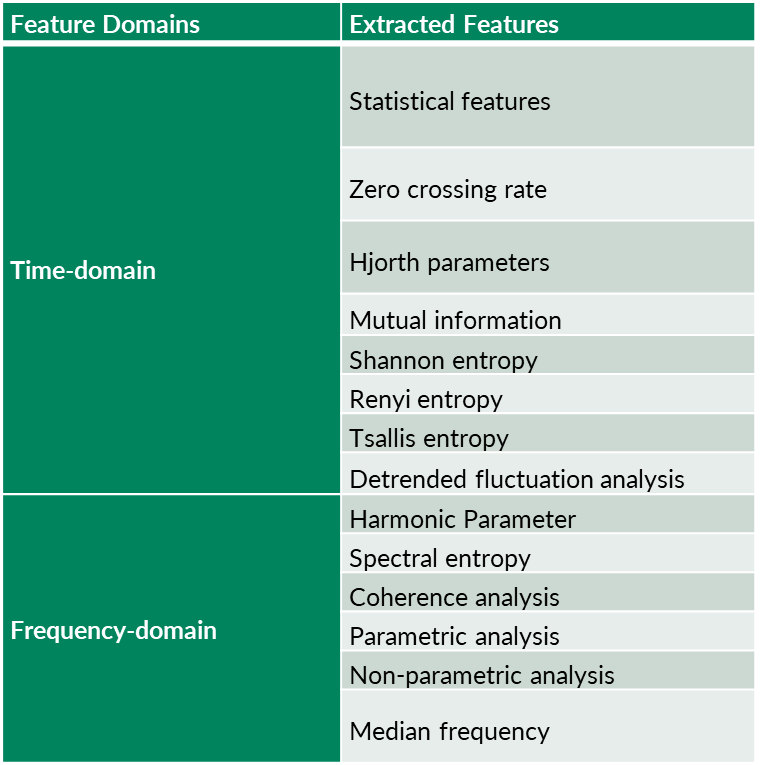 Feature Domains
Extracted Features
Time-domain
Statistical features
Zero crossing rate
Hjorth parameters
Mutual information
Shannon entropy
Renyi entropy
Tsallis entropy
Detrended fluctuation analysis
Frequency-domain
Harmonic Parameter
Spectral entropy
Coherence analysis
Parametric analysis
Non-parametric analysis
Median frequency